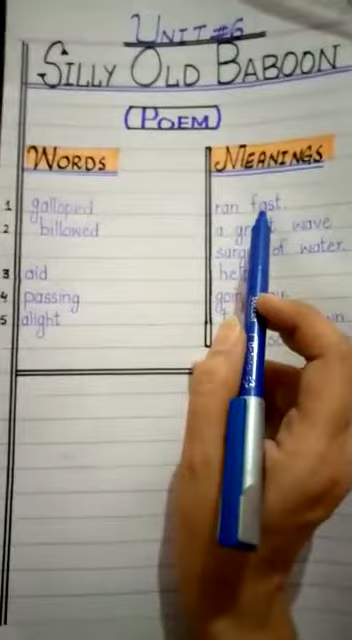 UNIT #6
SILLY OLD BABOON
(POEM)
WORDS MEANINGS
1 galloped ran fast.
2 billowed a great wave
surge of water.
3 aid help
4 passing
5 alight